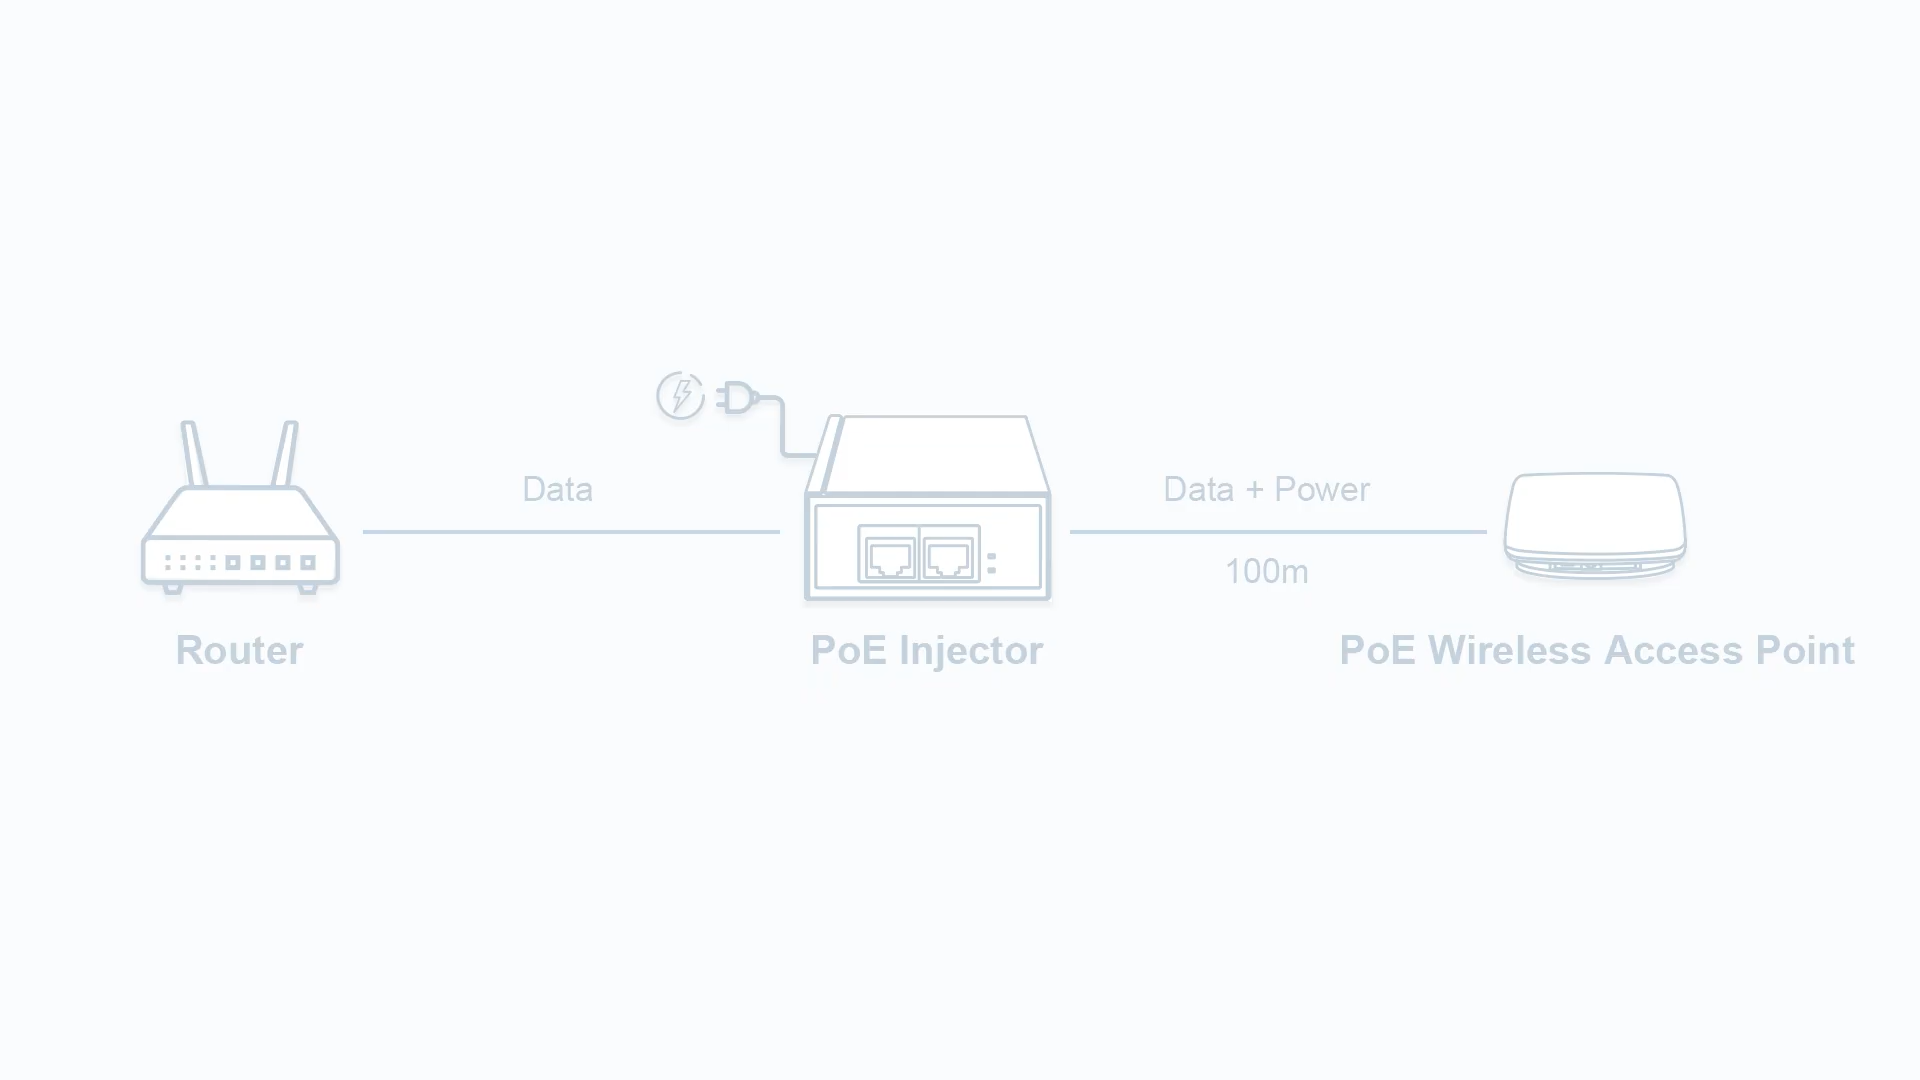 Data
Data + Power
100m
Router
PoE Injector
PoE Wireless Access Point